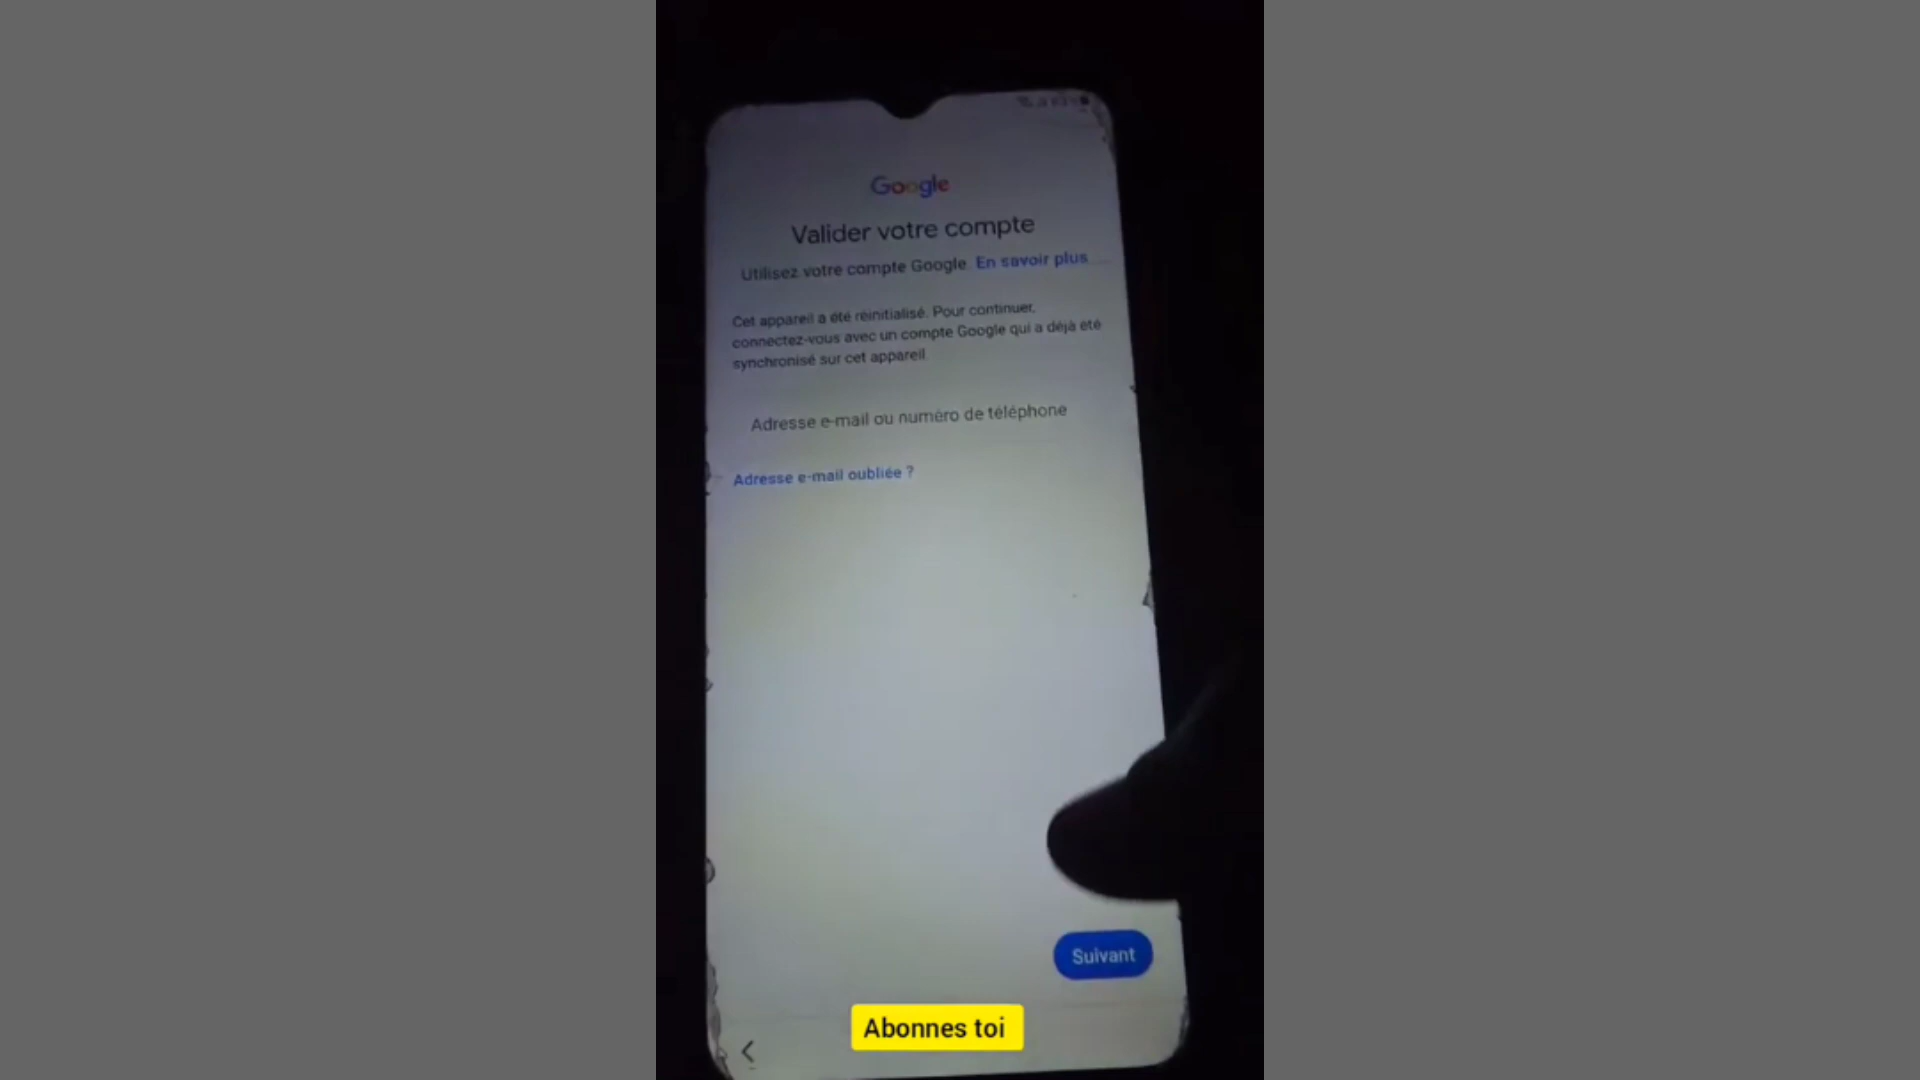 Google
Valider votre compte
Utilisez votre compte Google. En savoir plus
Cet appareil a été réinitialisé. Pour continuer,
connectez-vous avec un compte Google qui a déjà été
synchronisé sur cet appareil.
Adresse e-mail ou numéro de téléphone
Adresse e-mail oubliée ?
Suivant
Abonnes toi